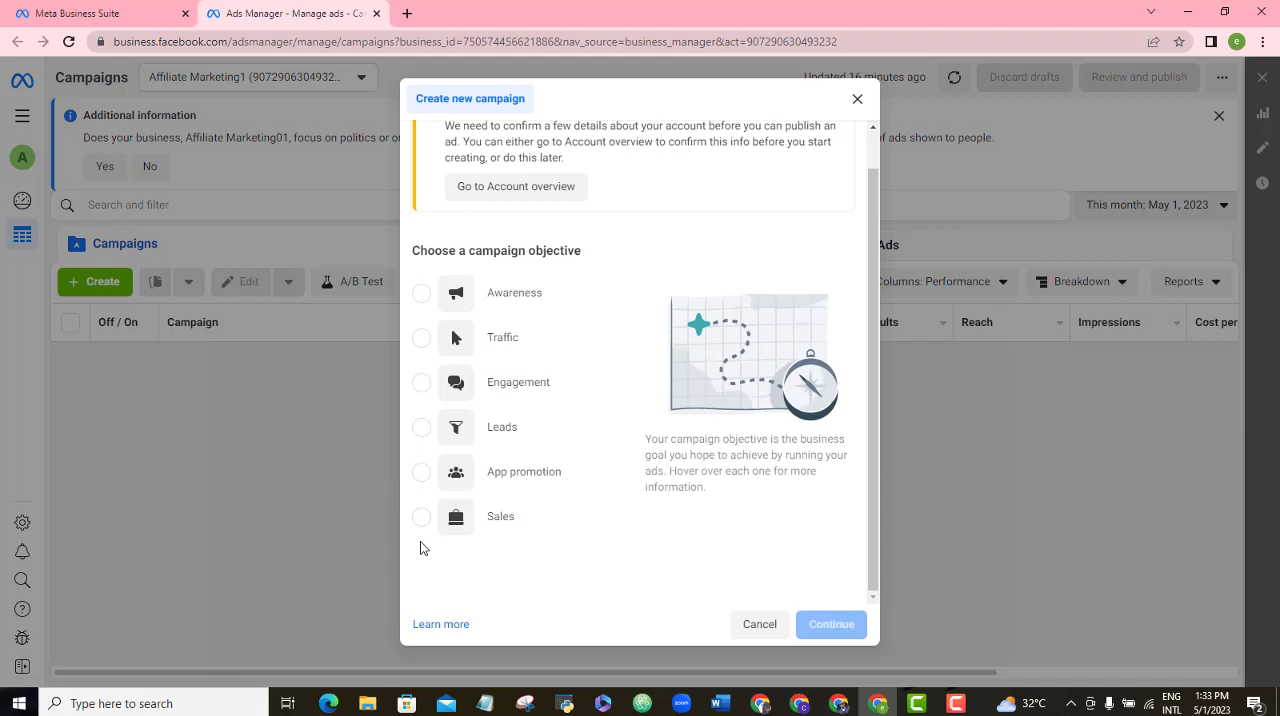 Meta Business Suite
Ads Manager - Manage ads - Ca
business.facebook.com/adsmanager/manage/campaigns?business_id=750574456621886&nav_source=business_manager&act=907290630493232
Campaigns
Affiliate Marketing1 (9072906304932...
Updated 16 minutes ago
Discard drafts
Review and publish
Create new campaign
Additional information
Does your business, Affiliate Marketing01, focus on politics or
of ads shown to people.
Yes
No
We need to confirm a few details about your account before you can publish an
ad. You can either go to Account overview to confirm this info before you start
creating, or do this later.
Go to Account overview
Search and filter
This month: May 1, 2023
Campaigns
Ads
Choose a campaign objective
Create
Edit
A/B Test
Columns: Performance
Breakdown
Reports
Off / On
Campaign
ults
Reach
Impressions
Cost per
Awareness
Traffic
Engagement
Leads
App promotion
Sales
Your campaign objective is the business
goal you hope to achieve by running your
ads. Hover over each one for more
information.
Learn more
Cancel
Continue
Type here to search
32°C
ENG
INTL
1:33 PM
5/1/2023